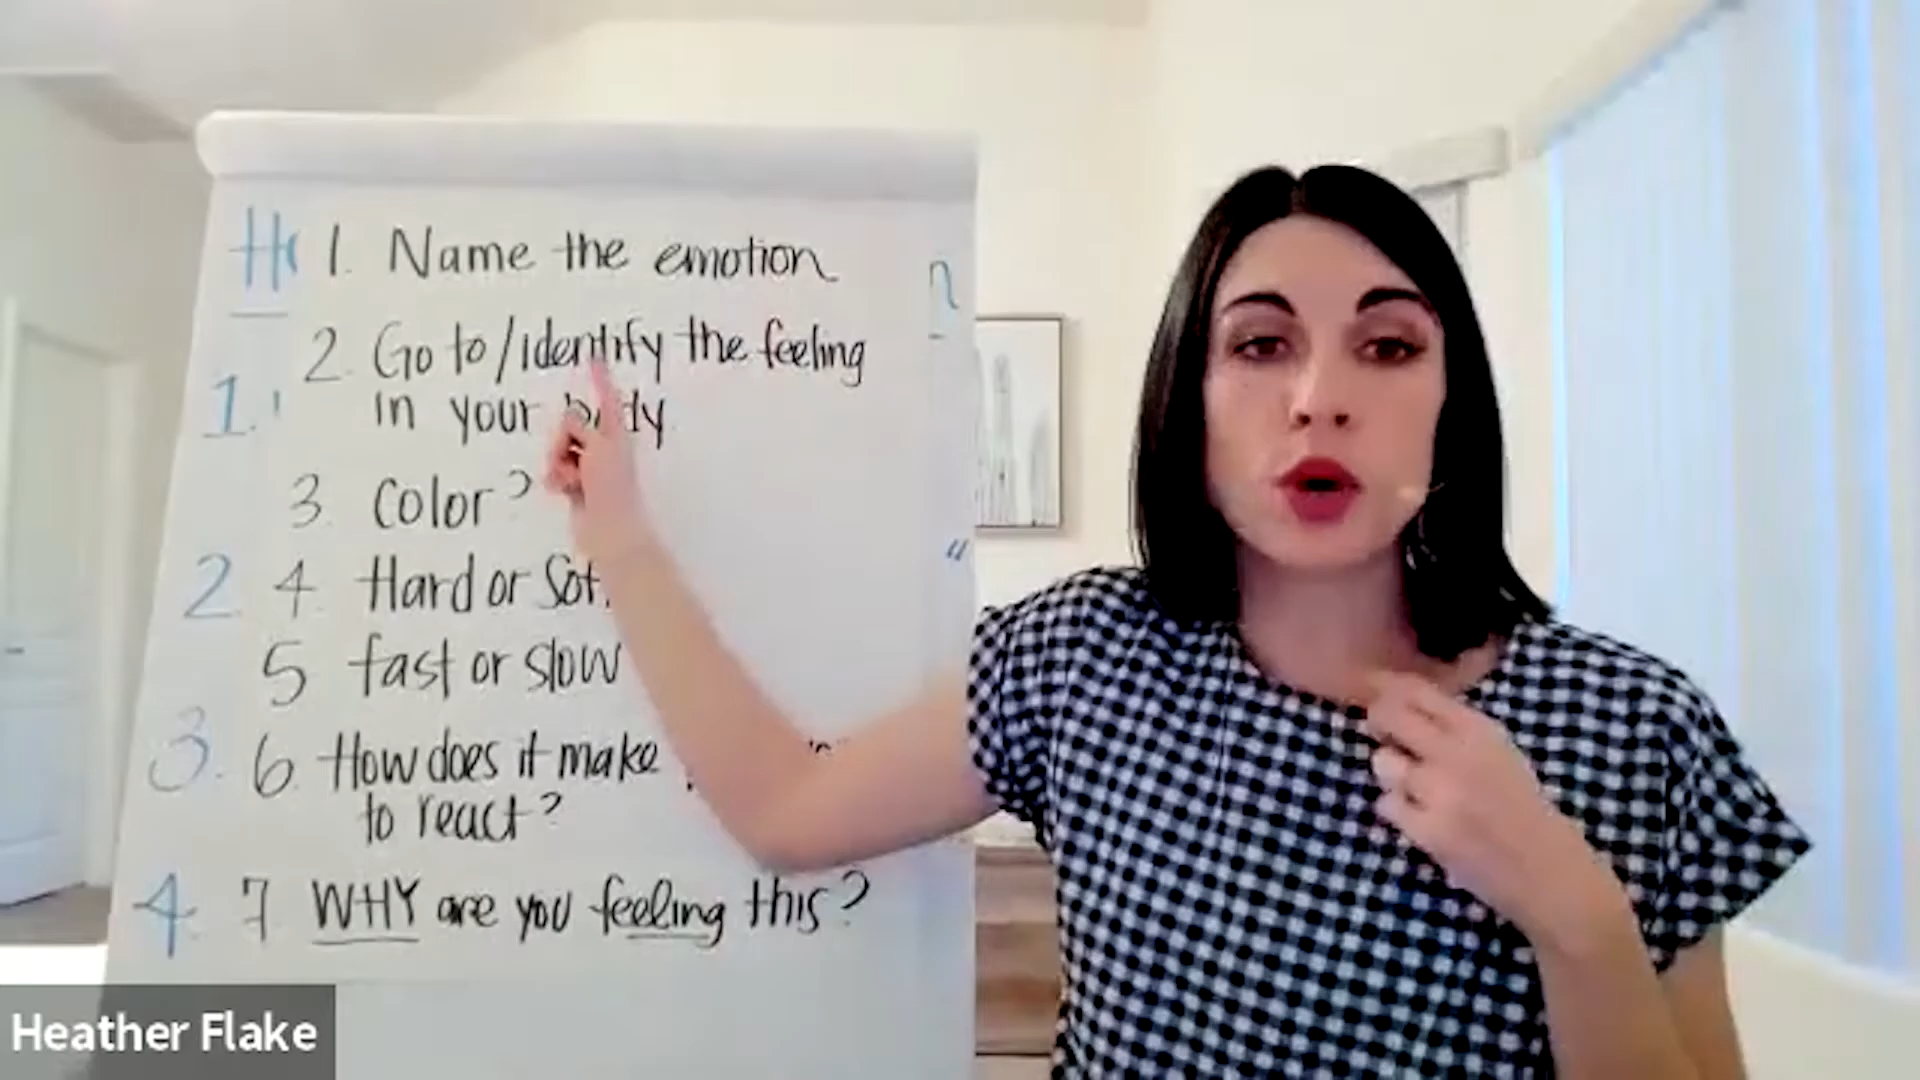 1. Name the emotion
2. Go to/identify the feeling
in your body
3. Color?
4. Hard or
5 fast or slow
6. How does it make
to react?
7 WHY are you feeling this?
1.
2.
3.
4.
Heather Flake